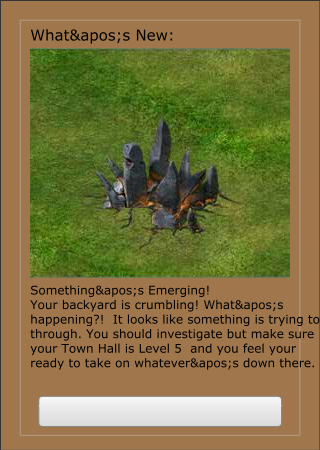 What&apos;s New:
Something&apos;s Emerging!
Your backyard is crumbling! What&apos;s
happening?!  It looks like something is trying to
through. You should investigate but make sure
your Town Hall is Level 5  and you feel your
ready to take on whatever&apos;s down there.